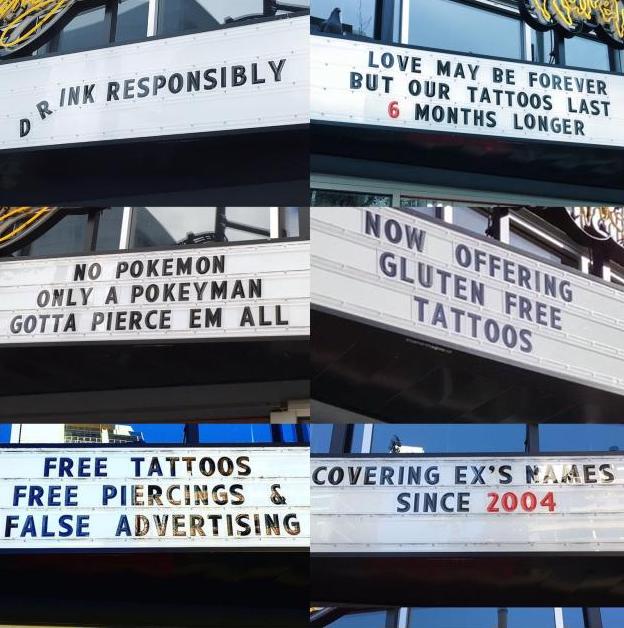 DRINK RESPONSIBLY
LOVE MAY BE FOREVER
BUT OUR TATTOOS LAST
6 MONTHS LONGER
NO POKEMON
ONLY A POKEYMAN
GOTTA PIERCE EM ALL
NOW OFFERING
GLUTEN FREE
TATTOOS
FREE TATTOOS
FREE PIERCINGS &
FALSE ADVERTISING
COVERING EX'S NAMES
SINCE 2004